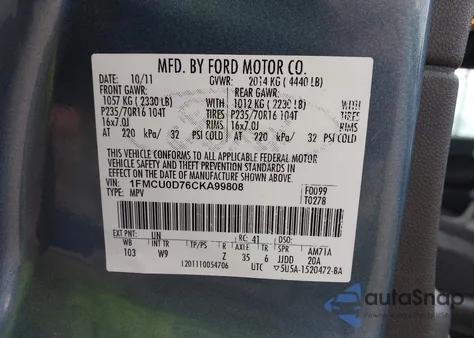 MFD. BY FORD MOTOR CO.
10/11 GVWR: 2014 KG ( 4440 LB)
FRONT GAWR: REAR GAWR:
1057 KG ( 2330 LB) WITH 1012 KG ( 2230 LB) WITH
P235/70R16 104T TIRES P235/70R16 104T TIRES
16x7.0J RIMS 16x7.0J RIMS
AT 220 kPa/ 32 PSI COLD AT 220 kPa/ 32 PSI COLD
THIS VEHICLE CONFORMS TO ALL APPLICABLE FEDERAL MOTOR
VEHICLE SAFETY AND BUMPER STANDARDS IN
EFFECT ON THE DATE OF MANUFACTURE SHOWN ABOVE.
VIN: 1FMCU0D76CKA99808 F0099
TYPE: MPV T0278
EXT PNT: UN RC: 41 DSO:
WB INT TR TP/PS R AXLE TR SPR AM71A
103 W9 Z 35 6 JJDD 20A
I201110054706 UTC 5U5A-1520472-BA
autoSnap